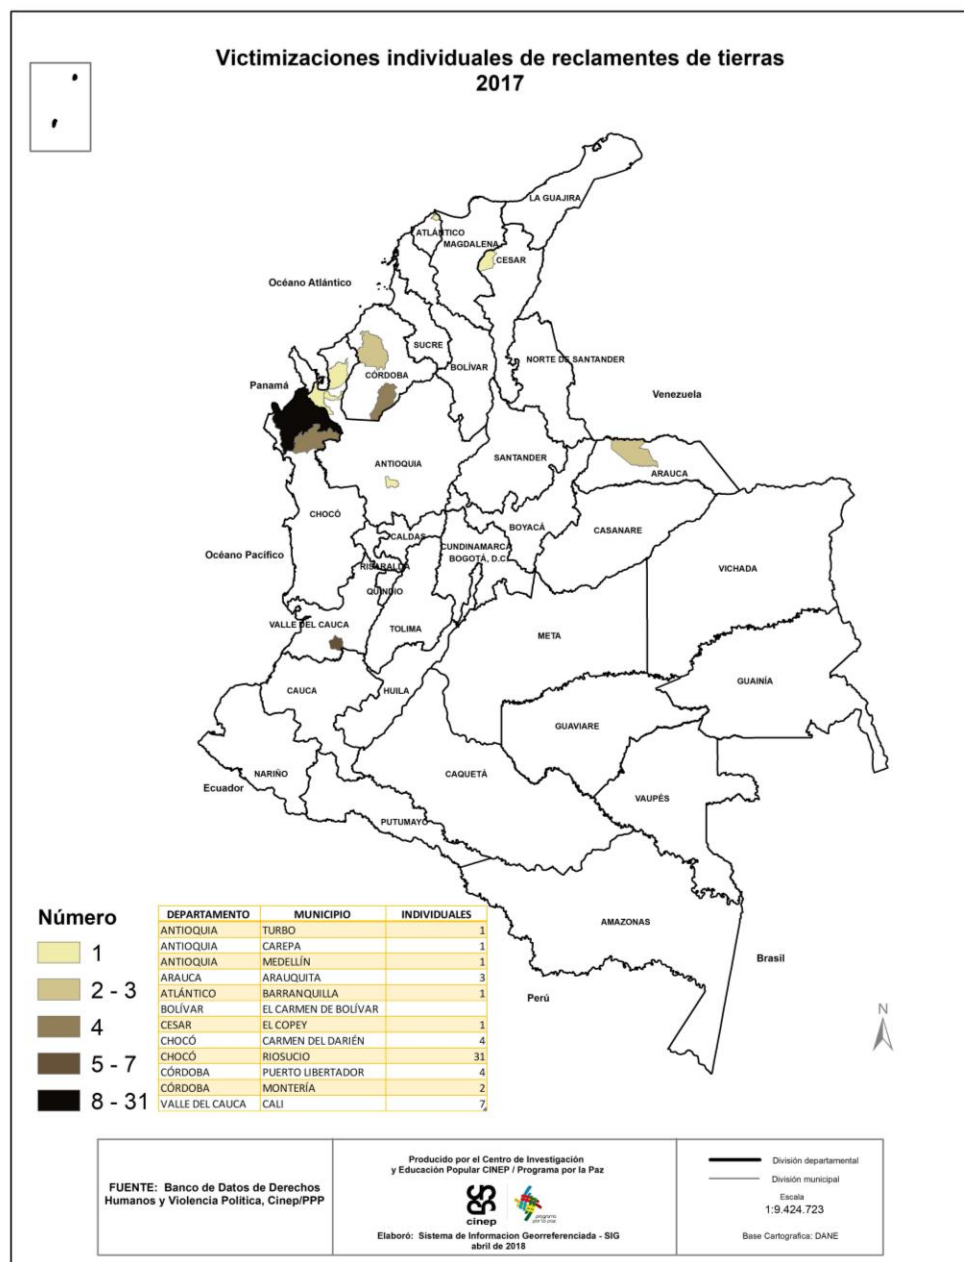 Victimizaciones individuales de reclamentes de tierras
2017
LA GUAJIRA
ATLÁNTICO
MAGDALENA
CESAR
Océano Atlántico
SUCRE
BOLÍVAR
NORTE DE SANTANDER
CÓRDOBA
Panamá
Venezuela
ANTIOQUIA
SANTANDER
ARAUCA
CHOCÓ
BOYACÁ
CASANARE
CALDAS
CUNDINAMARCA
BOGOTÁ, D.C.
Océano Pacífico
RISARALDA
VICHADA
QUINDIO
VALLE DEL CAUCA
TOLIMA
META
GUAINÍA
CAUCA
HUILA
GUAVIARE
NARIÑO
CAQUETÁ
Ecuador
VAUPÉS
PUTUMAYO
AMAZONAS
Brasil
Perú
N
Número
1
2 - 3
4
5 - 7
8 - 31
DEPARTAMENTO MUNICIPIO INDIVIDUALES
ANTIOQUIA TURBO 1
ANTIOQUIA CAREPA 1
ANTIOQUIA MEDELLÍN 1
ARAUCA ARAUQUITA 3
ATLÁNTICO BARRANQUILLA 1
BOLÍVAR EL CARMEN DE BOLÍVAR
CESAR EL COPEY 1
CHOCÓ CARMEN DEL DARIÉN 4
CHOCÓ RIOSUCIO 31
CÓRDOBA PUERTO LIBERTADOR 4
CÓRDOBA MONTERÍA 2
VALLE DEL CAUCA CALI 7
FUENTE: Banco de Datos de Derechos
Humanos y Violencia Política, Cinep/PPP
Producido por el Centro de Investigación
y Educación Popular CINEP / Programa por la Paz
cinep
programa
por la paz
Elaboró: Sistema de Informacion Georreferenciada - SIG
abril de 2018
División departamental
División municipal
Escala
1:9.424.723
Base Cartografica: DANE